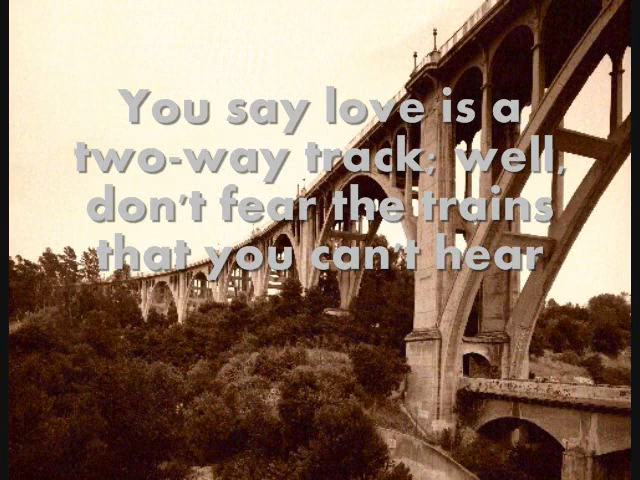 You say love is a
two-way track; well,
don't fear the trains
that you can't hear